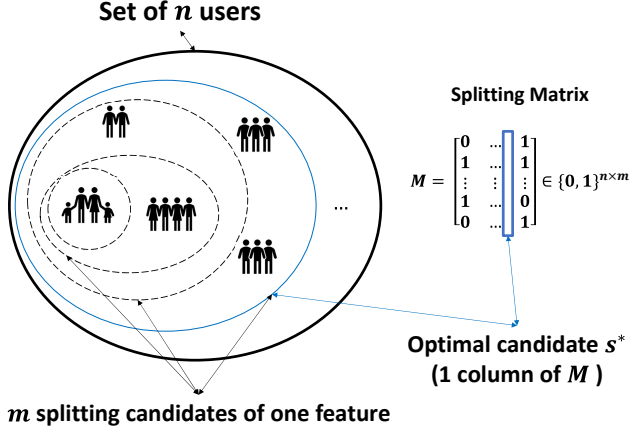 Set of n users
Splitting Matrix
M = [0 ... 1
1 ... 1
⋮ ⋮ ⋮
1 ... 0
0 ... 1] ∈ {0, 1}ⁿˣᵐ
...
Optimal candidate s*
(1 column of M )
m splitting candidates of one feature